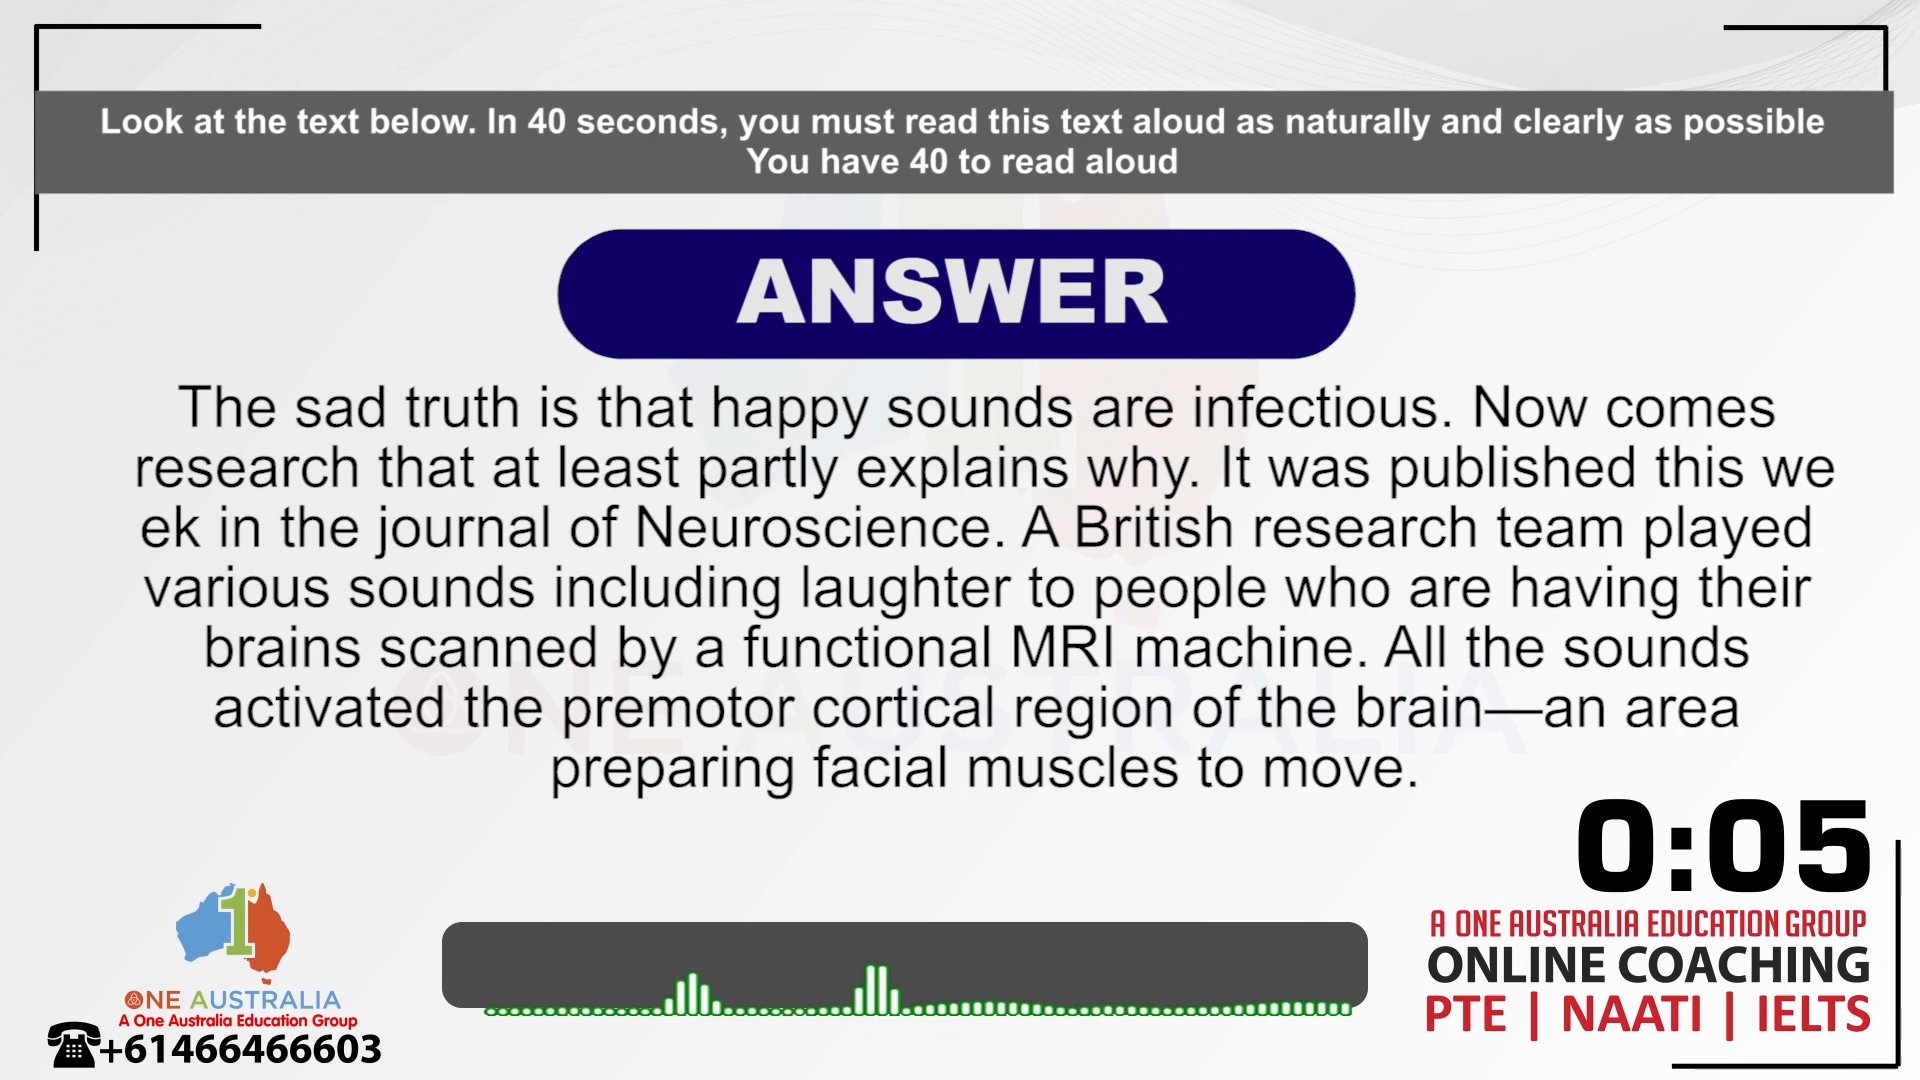 Look at the text below. In 40 seconds, you must read this text aloud as naturally and clearly as possible
You have 40 to read aloud
ANSWER
The sad truth is that happy sounds are infectious. Now comes
research that at least partly explains why. It was published this we
ek in the journal of Neuroscience. A British research team played
various sounds including laughter to people who are having their
brains scanned by a functional MRI machine. All the sounds
activated the premotor cortical region of the brain—an area
preparing facial muscles to move.
ONE AUSTRALIA
0:05
1
ONE AUSTRALIA
A One Australia Education Group
+61466466603
A ONE AUSTRALIA EDUCATION GROUP
ONLINE COACHING
PTE | NAATI | IELTS